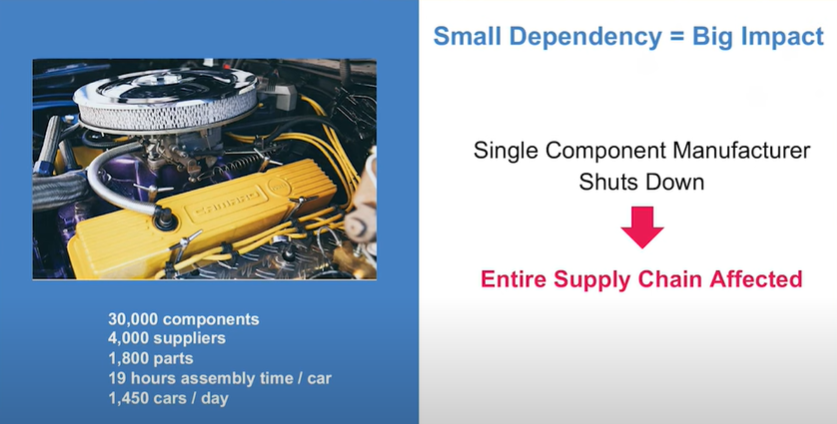 Small Dependency = Big Impact
Single Component Manufacturer
Shuts Down
Entire Supply Chain Affected
CAMARO
30,000 components
4,000 suppliers
1,800 parts
19 hours assembly time / car
1,450 cars / day